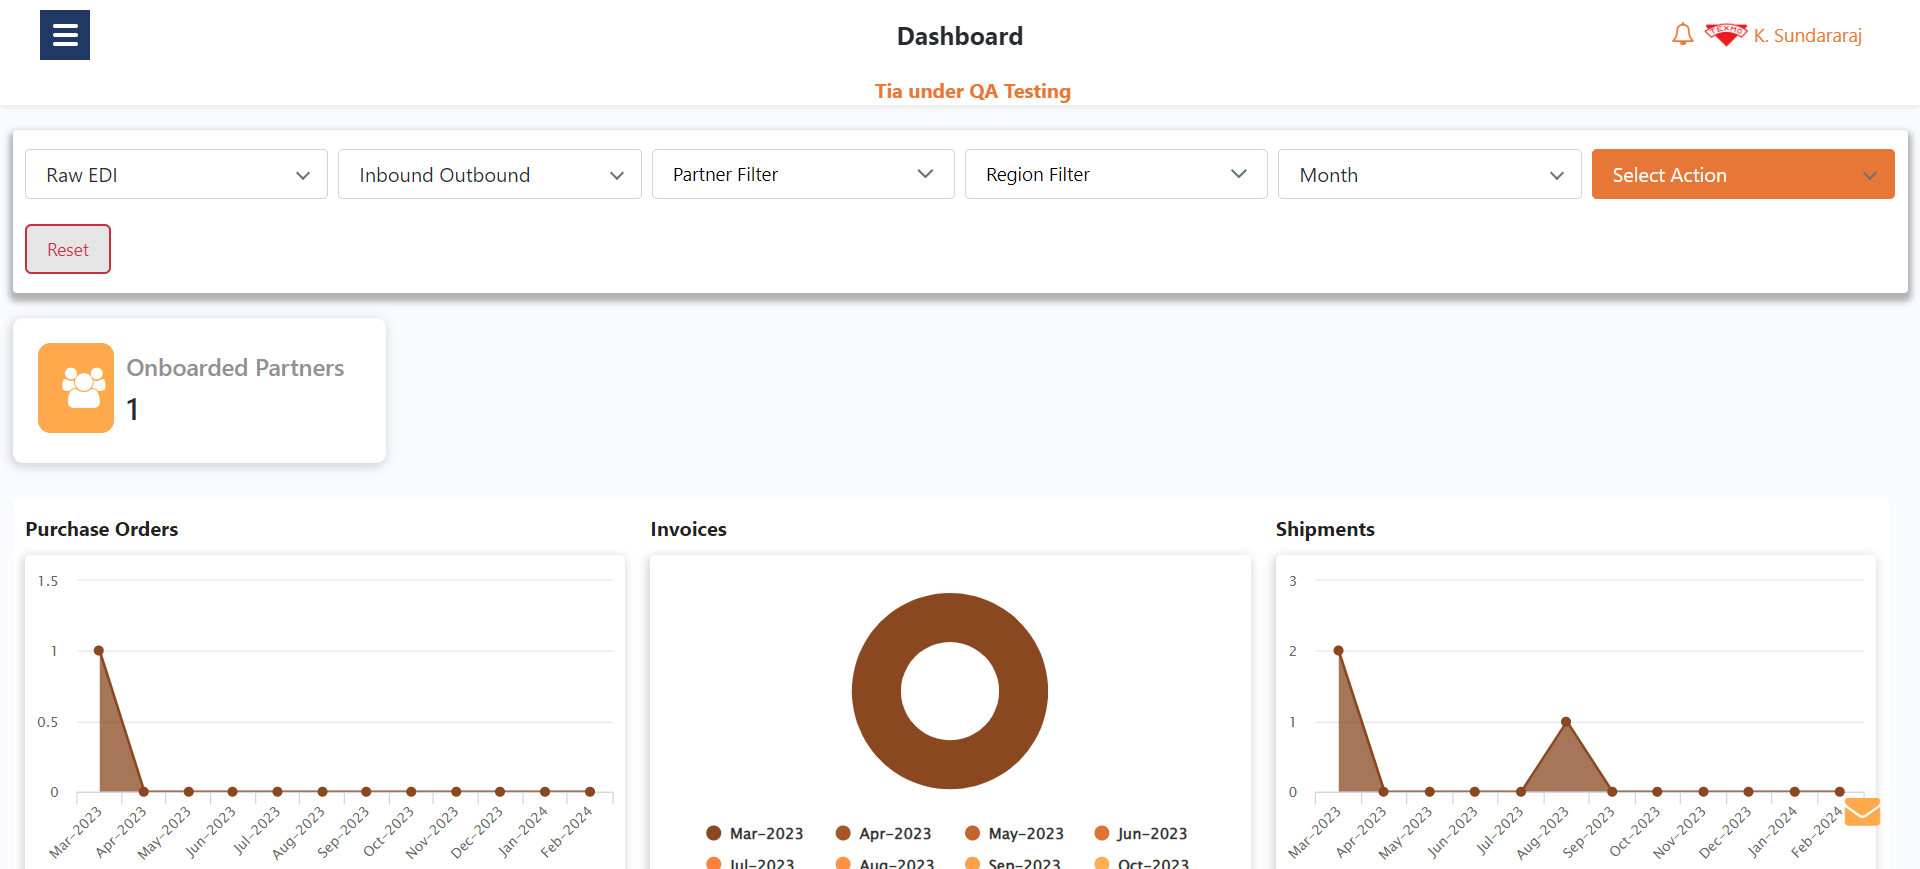 Dashboard
TEXMO
K. Sundararaj
Tia under QA Testing
Raw EDI
Inbound Outbound
Partner Filter
Region Filter
Month
Select Action
Reset
Onboarded Partners
1
Purchase Orders
1.5
1
0.5
0
Mar-2023
Apr-2023
May-2023
Jun-2023
Jul-2023
Aug-2023
Sep-2023
Oct-2023
Nov-2023
Dec-2023
Jan-2024
Feb-2024
Invoices
Mar-2023 Apr-2023 May-2023 Jun-2023
Jul-2023 Aug-2023 Sep-2023 Oct-2023
Shipments
3
2
1
0
Mar-2023
Apr-2023
May-2023
Jun-2023
Jul-2023
Aug-2023
Sep-2023
Oct-2023
Nov-2023
Dec-2023
Jan-2024
Feb-2024